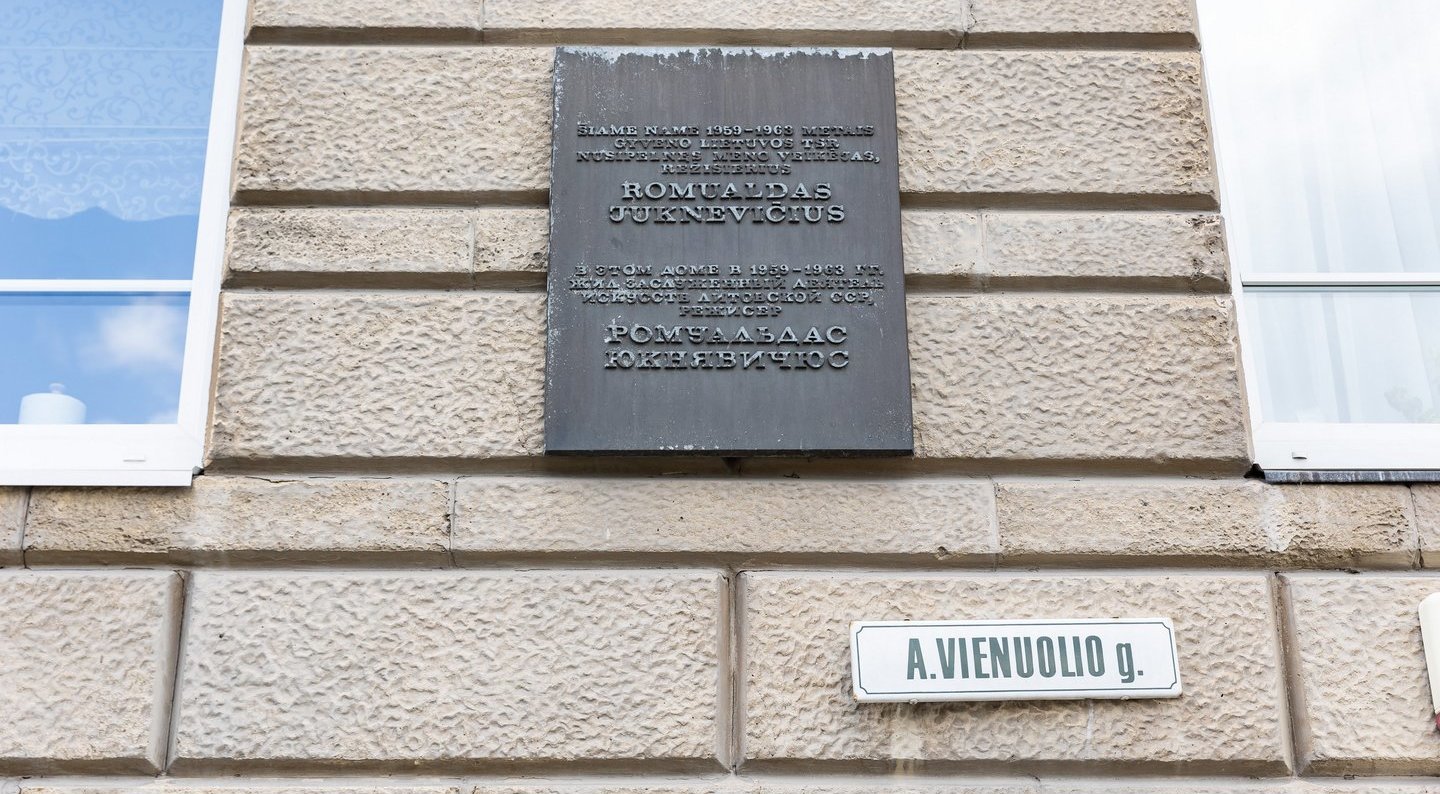 ŠIAME NAME 1959-1963 METAIS
GYVENO LIETUVOS TSR
NUSIPELNĘS MENO VEIKĖJAS,
REŽISIERIUS
ROMUALDAS
JUKNEVIČIUS
В ЭТОМ ДОМЕ В 1959-1963 ГГ.
ЖИЛ ЗАСЛУЖЕННЫЙ ДЕЯТЕЛЬ
ИСКУССТВ ЛИТОВСКОЙ ССР,
РЕЖИСЕР
РОМУАЛЬДАС
ЮКНЯВИЧЮС
A.VIENUOLIO g.